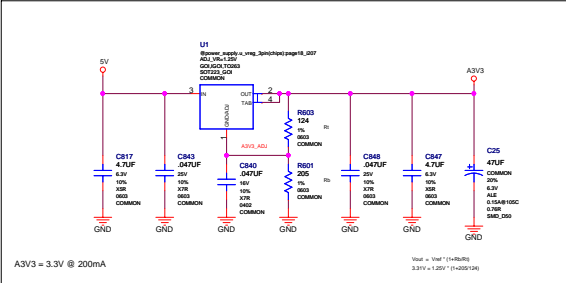 U1
@power_supply.u_vreg_3pin(chips):page18_i207
ADJ_VR=1.25V
GOI,IGOI,TO263
SOT223_GOI
COMMON
5V
A3V3
3
IN
OUT
TAB
2
4
GND/ADJ
1
A3V3_ADJ
R603
124
1%
0603
COMMON
Rt
R601
205
1%
0603
COMMON
Rb
C817
4.7UF
6.3V
10%
X5R
0603
COMMON
C843
.047UF
25V
10%
X7R
0603
COMMON
C840
.047UF
16V
10%
X7R
0402
COMMON
C848
.047UF
25V
10%
X7R
0603
COMMON
C847
4.7UF
6.3V
10%
X5R
0603
COMMON
C25
47UF
COMMON
20%
6.3V
ALE
0.15A@105C
0.76R
SMD_D50
GND
GND
GND
GND
GND
GND
GND
A3V3 = 3.3V @ 200mA
Vout = Vref * (1+Rb/Rt)
3.31V = 1.25V * (1+205/124)